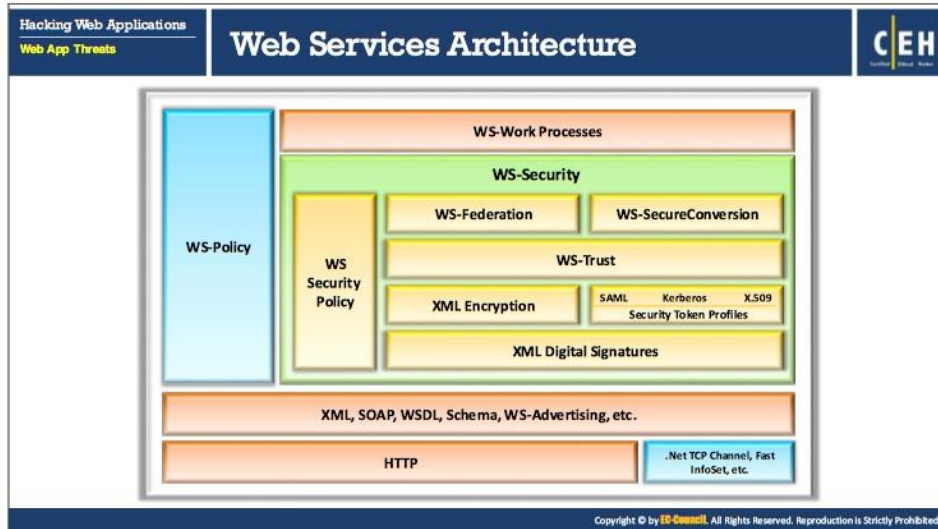 Hacking Web Applications
Web App Threats
Web Services Architecture
CEH
Certified Ethical Hacker
WS-Work Processes
WS-Security
WS-Policy
WS
Security
Policy
WS-Federation
WS-SecureConversion
WS-Trust
XML Encryption
SAML Kerberos X.509
Security Token Profiles
XML Digital Signatures
XML, SOAP, WSDL, Schema, WS-Advertising, etc.
HTTP
.Net TCP Channel, Fast
InfoSet, etc.
Copyright © by EC-Council. All Rights Reserved. Reproduction is Strictly Prohibited